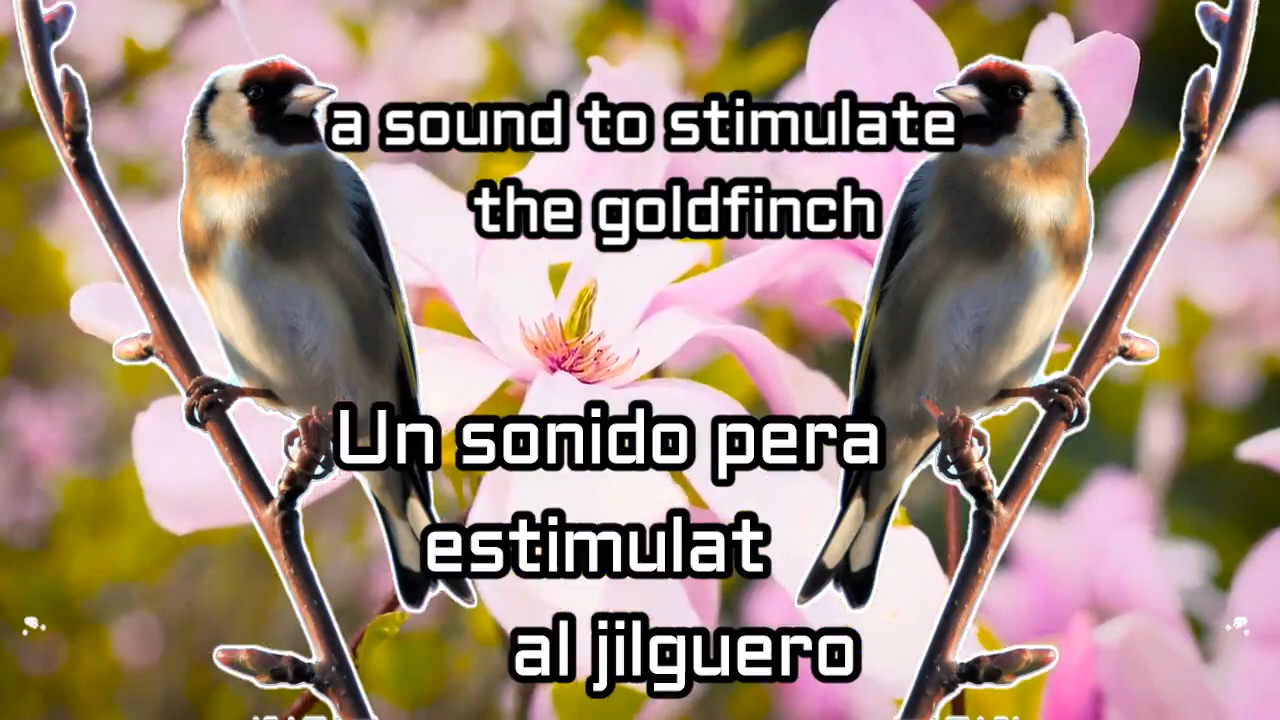 a sound to stimulate
the goldfinch
Un sonido pera
estimulat
al jilguero